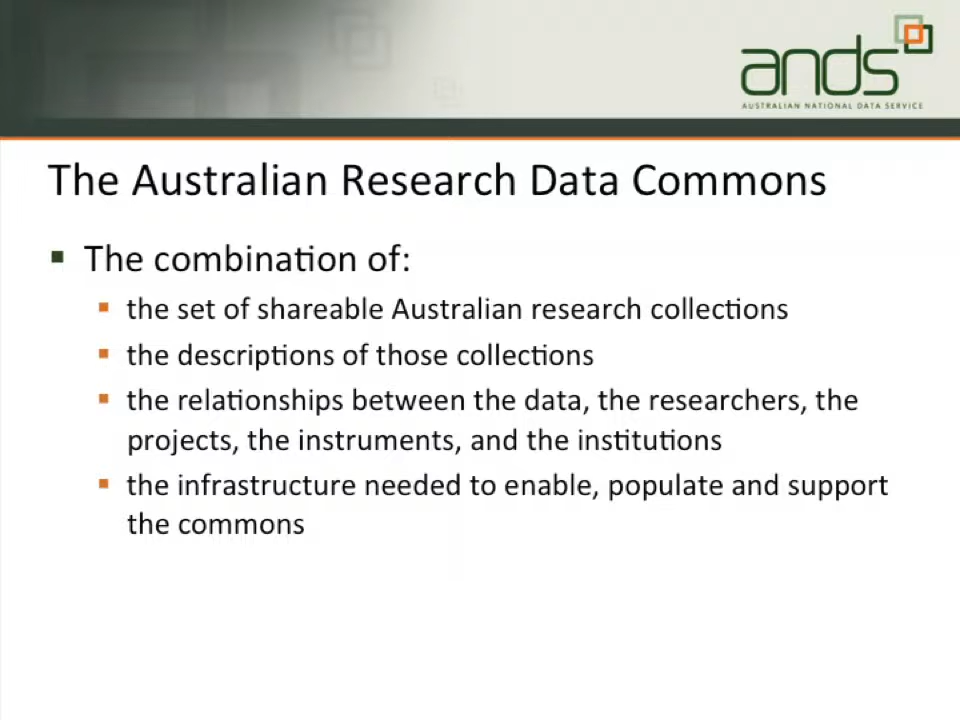 ands
AUSTRALIAN NATIONAL DATA SERVICE
The Australian Research Data Commons
The combination of:
the set of shareable Australian research collections
the descriptions of those collections
the relationships between the data, the researchers, the
projects, the instruments, and the institutions
the infrastructure needed to enable, populate and support
the commons